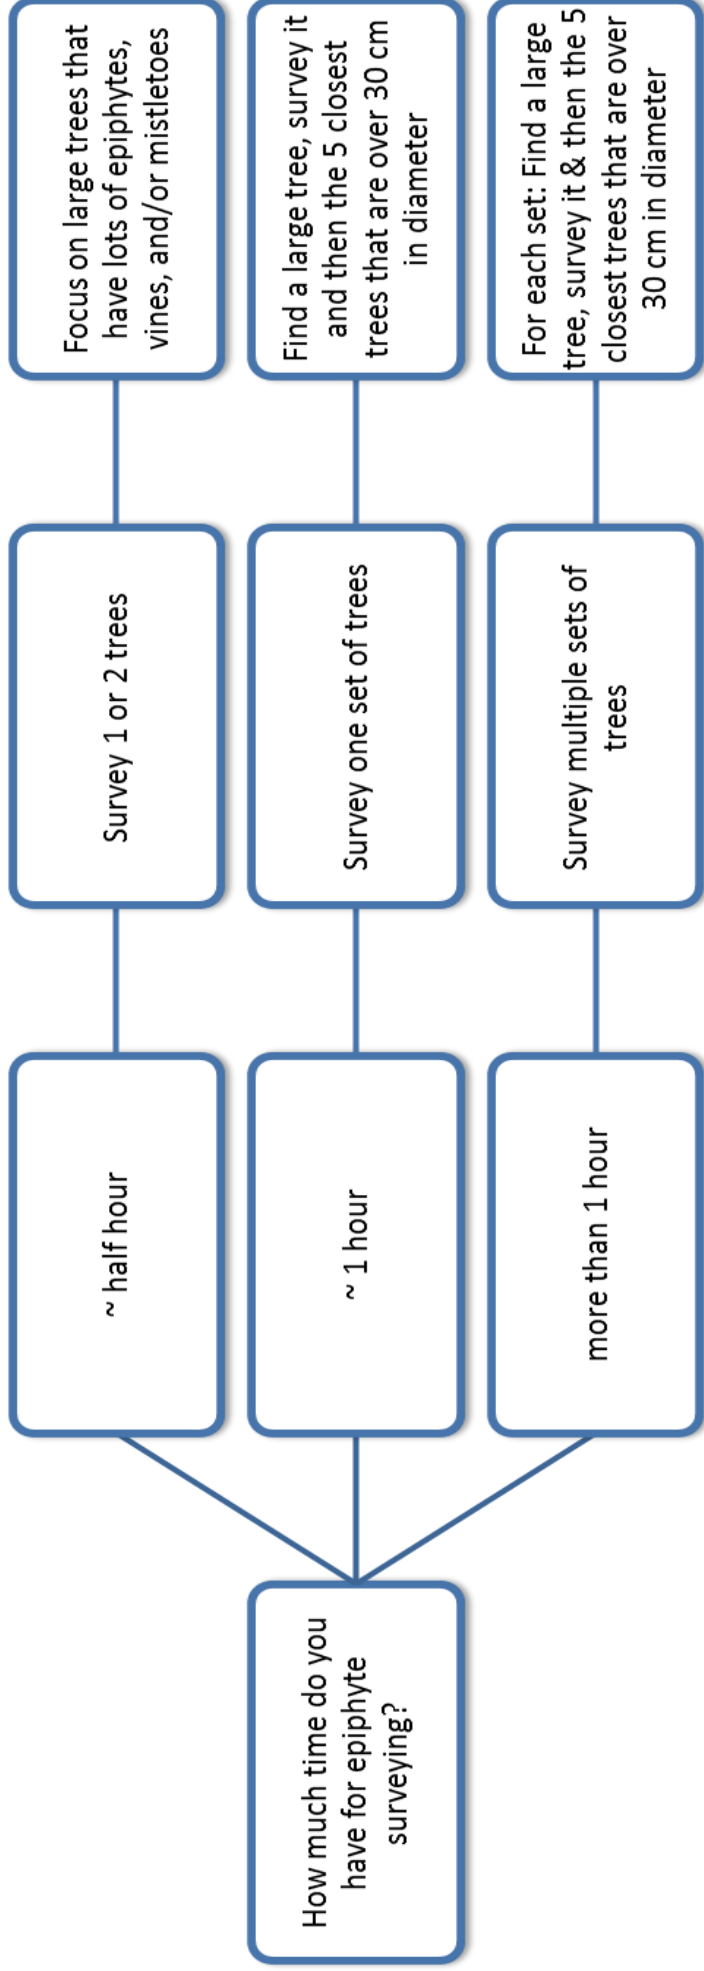 How much time do you
have for epiphyte
surveying?
~ half hour
Survey 1 or 2 trees
Focus on large trees that
have lots of epiphytes,
vines, and/or mistletoes
~ 1 hour
Survey one set of trees
Find a large tree, survey it
and then the 5 closest
trees that are over 30 cm
in diameter
more than 1 hour
Survey multiple sets of
trees
For each set: Find a large
tree, survey it & then the 5
closest trees that are over
30 cm in diameter